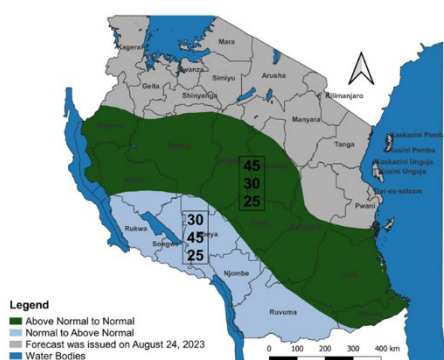 Kagera
Mara
Mwanza
Simiyu
Arusha
Geita
Shinyanga
Kilimanjaro
Manyara
Tanga
Kaskazini Pemba
Kusini Pemba
Kaskazini Unguja
Kusini Unguja
Dar-es-salaam
Pwani
45
30
25
30
45
25
Rukwa
Songwe
Njombe
Ruvuma
Legend
Above Normal to Normal
Normal to Above Normal
Forecast was issued on August 24, 2023
Water Bodies
0 100 200 300 400 km